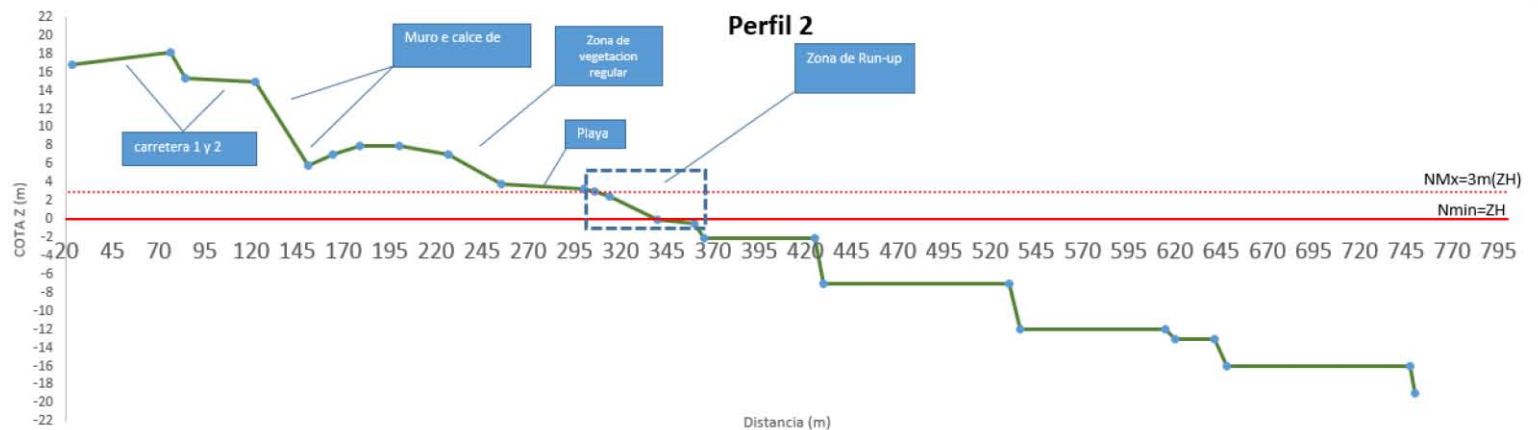 Perfil 2
22
20
18
16
14
12
10
8
6
4
2
0
-2
-4
-6
-8
-10
-12
-14
-16
-18
-20
-22
COTA Z (m)
carretera 1 y 2
Muro e calce de
Zona de
vegetacion
regular
Playa
Zona de Run-up
NMx=3m(ZH)
Nmin=ZH
20 45 70 95 120 145 170 195 220 245 270 295 320 345 370 395 420 445 470 495 520 545 570 595 620 645 670 695 720 745 770 795
Distancia (m)